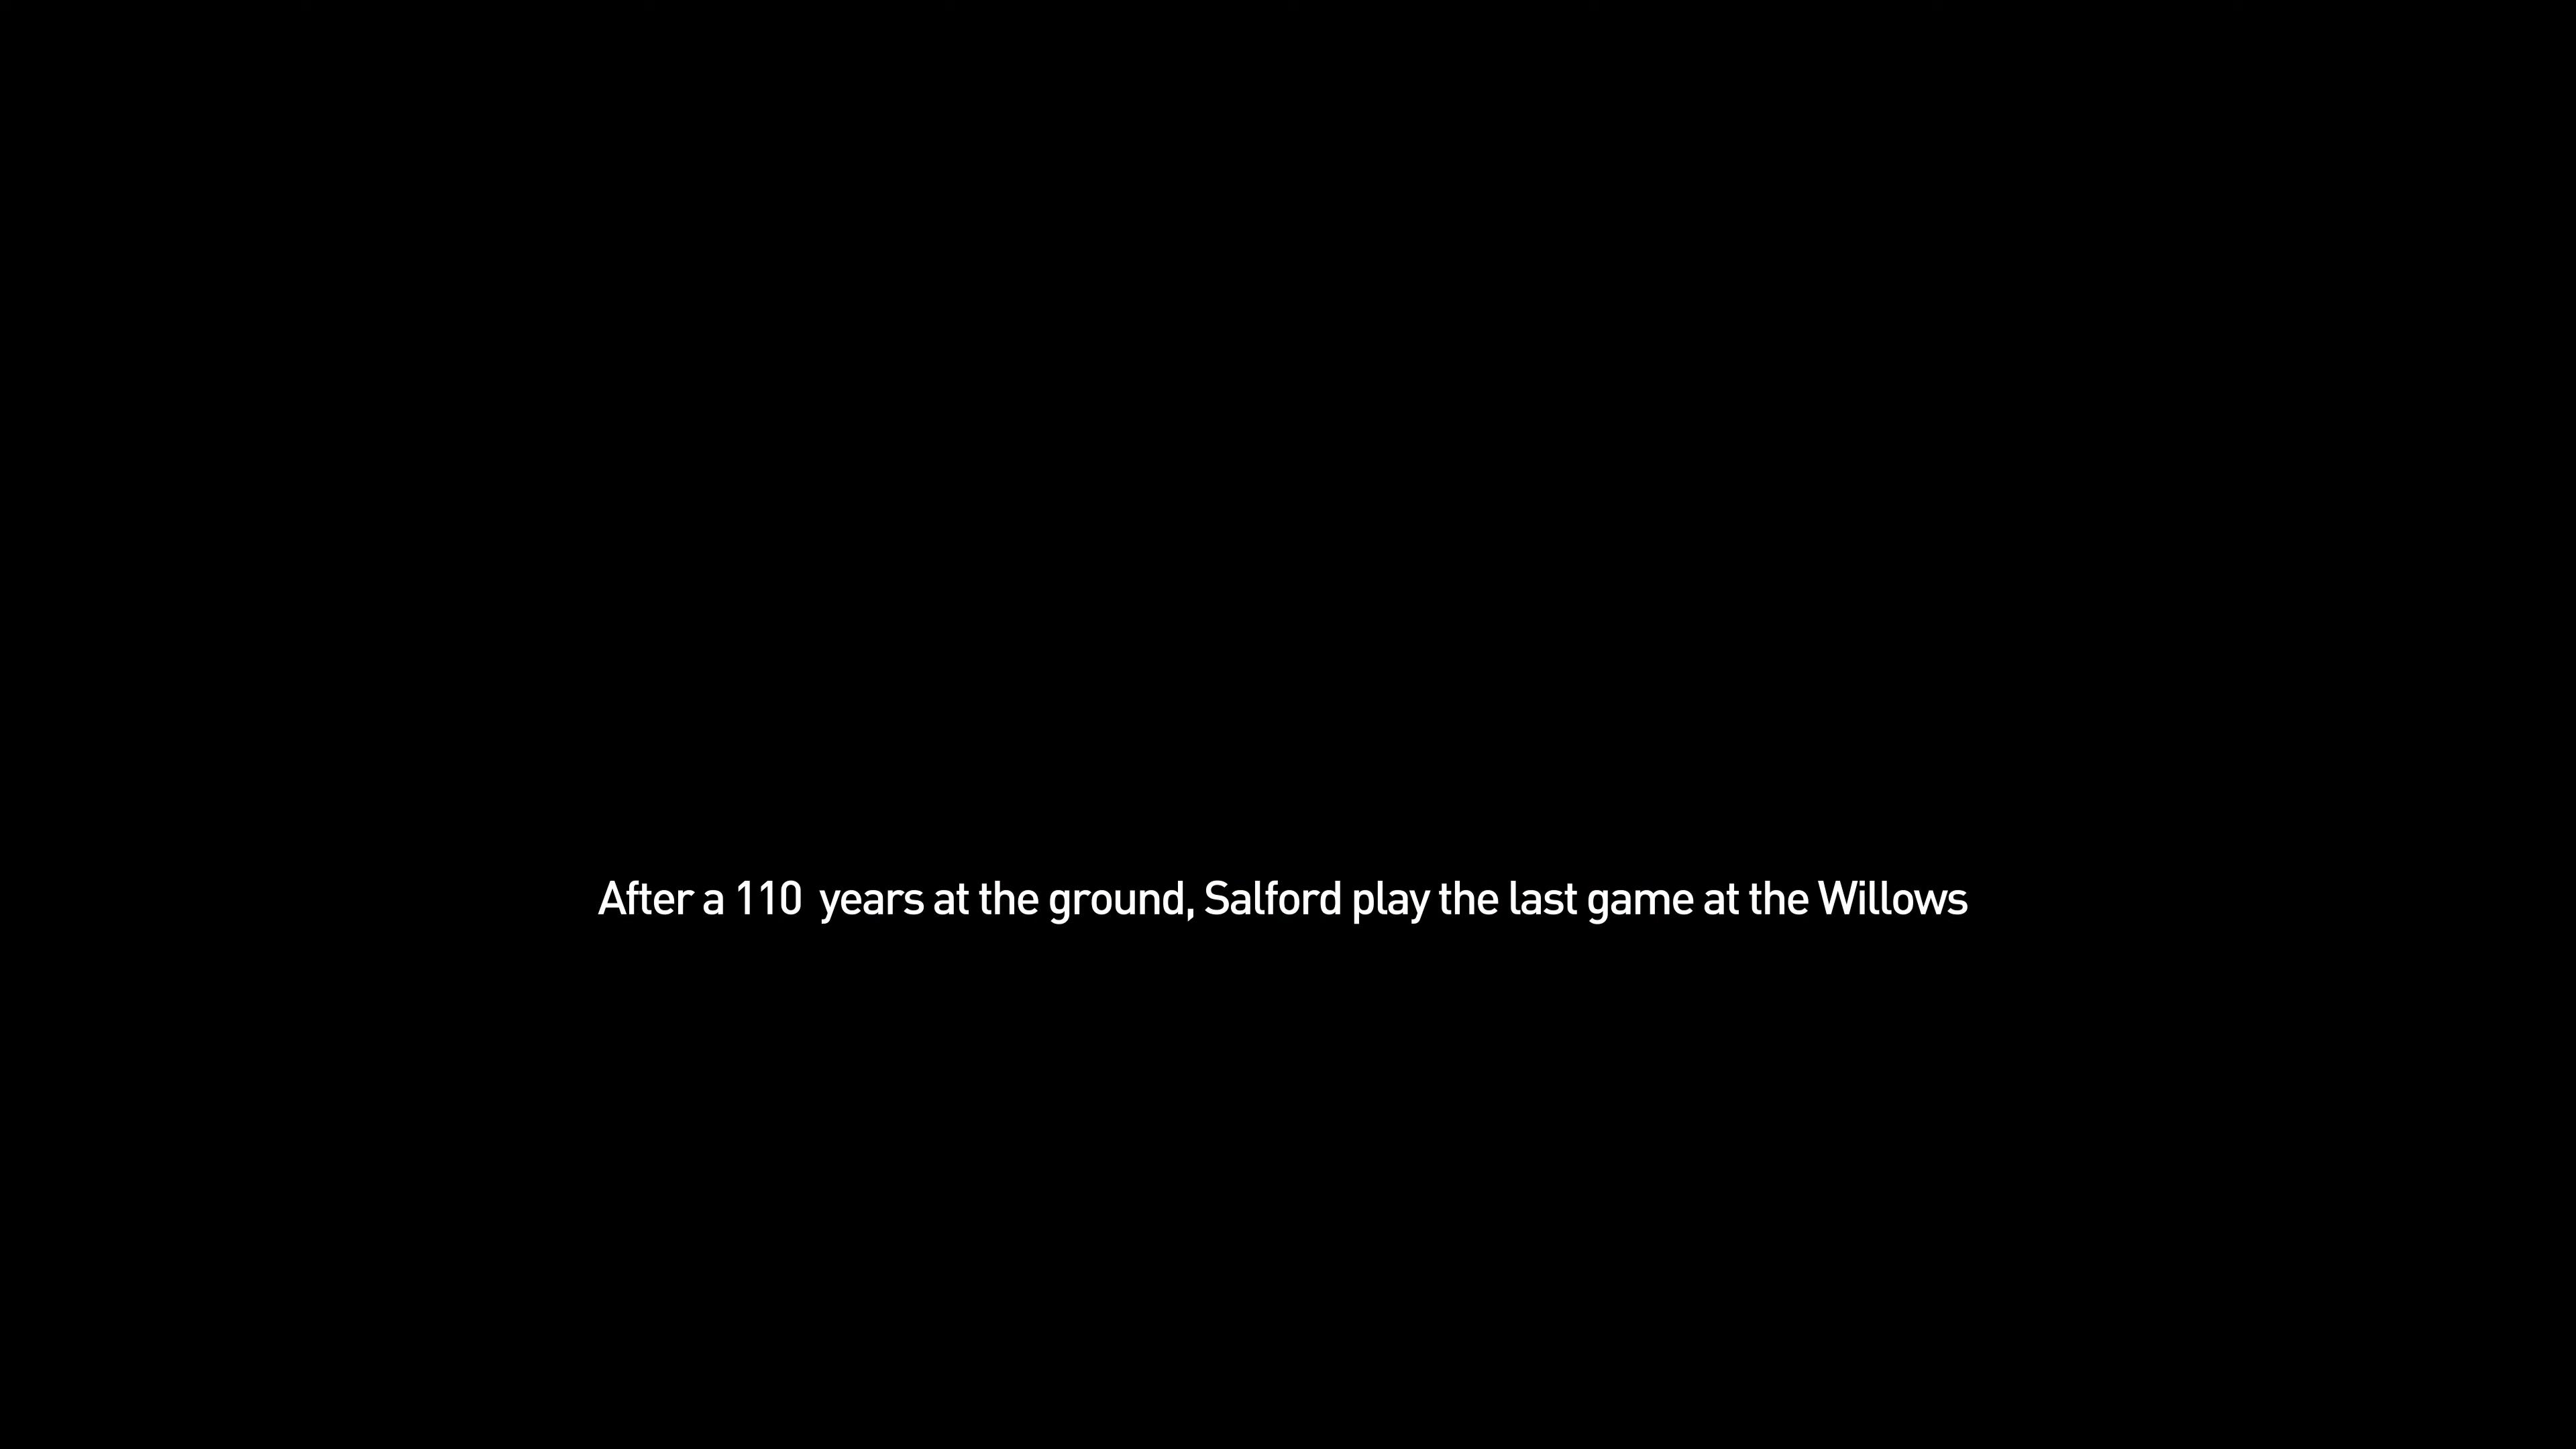 After a 110  years at the ground, Salford play the last game at the Willows